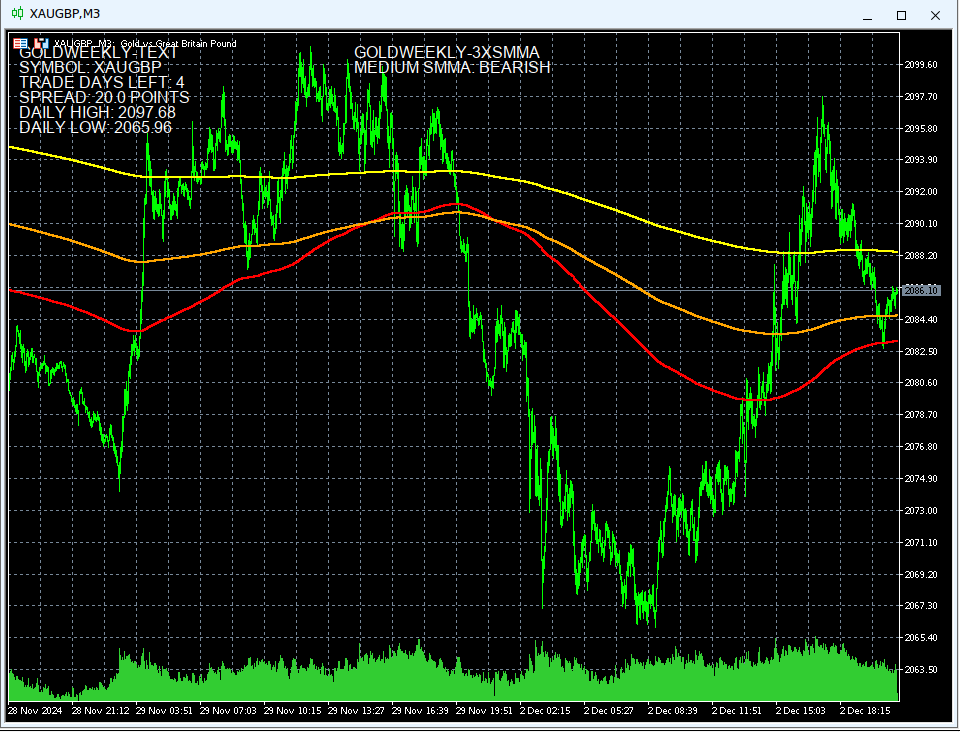 XAUGBP,M3
XAUGBP, M3: Gold vs Great Britain Pound
GOLDWEEKLY-TEXT
SYMBOL: XAUGBP
TRADE DAYS LEFT: 4
SPREAD: 20.0 POINTS
DAILY HIGH: 2097.68
DAILY LOW: 2065.96
GOLDWEEKLY-3XSMMA
MEDIUM SMMA: BEARISH
2099.60
2097.70
2095.80
2093.90
2092.00
2090.10
2088.20
2086.10
2084.40
2082.50
2080.60
2078.70
2076.80
2074.90
2073.00
2071.10
2069.20
2067.30
2065.40
2063.50
28 Nov 2024 28 Nov 21:12 29 Nov 03:51 29 Nov 07:03 29 Nov 10:15 29 Nov 13:27 29 Nov 16:39 29 Nov 19:51 2 Dec 02:15 2 Dec 05:27 2 Dec 08:39 2 Dec 11:51 2 Dec 15:03 2 Dec 18:15